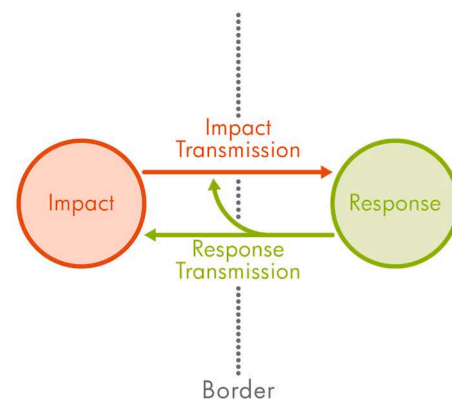 Impact
Transmission
Impact
Response
Response
Transmission
Border